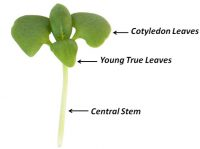 Cotyledon Leaves
Young True Leaves
Central Stem